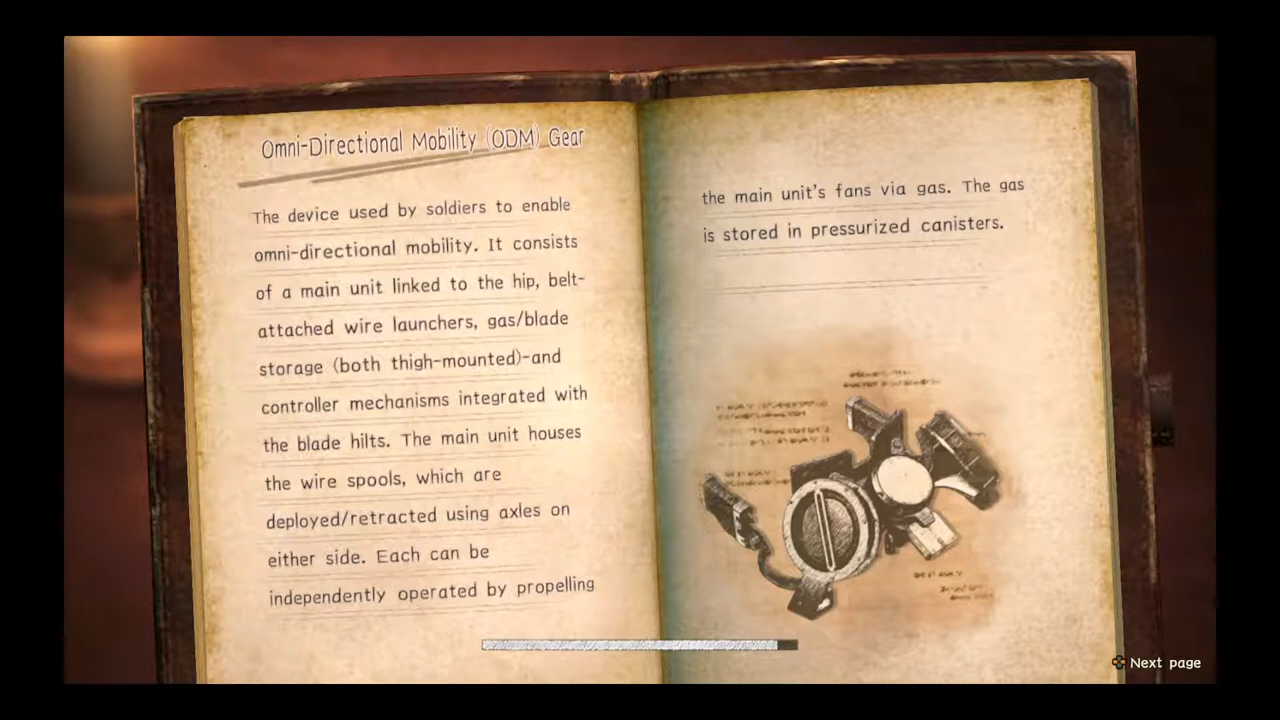 Omni-Directional Mobility (ODM) Gear
The device used by soldiers to enable
omni-directional mobility. It consists
of a main unit linked to the hip, belt-
attached wire launchers, gas/blade
storage (both thigh-mounted)-and
controller mechanisms integrated with
the blade hilts. The main unit houses
the wire spools, which are
deployed/retracted using axles on
either side. Each can be
independently operated by propelling
the main unit's fans via gas. The gas
is stored in pressurized canisters.
Next page